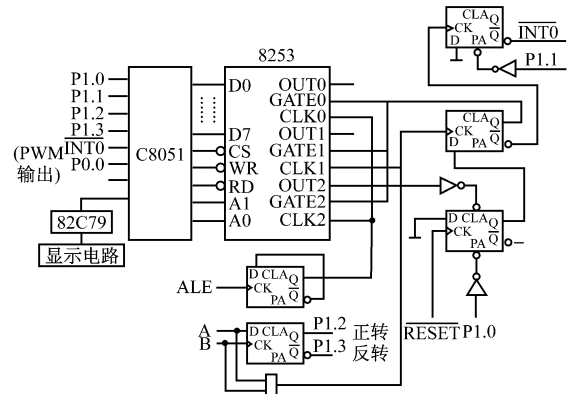 8253
P1.0
P1.1
P1.2
P1.3
INT0
(PWM
P0.0
输出)
C8051
82C79
显示电路
D0
D7
CS
WR
RD
A1
A0
OUT0
GATE0
CLK0
OUT1
GATE1
CLK1
OUT2
GATE2
CLK2
CLA Q
CK Q
D PA
INT0
P1.1
CLA Q
CK Q
D PA
D CLA Q
CK Q
PA
RESET P1.0
ALE
D CLA Q
CK Q
PA
A
B
D CLA Q
CK Q
PA
P1.2 正转
P1.3 反转